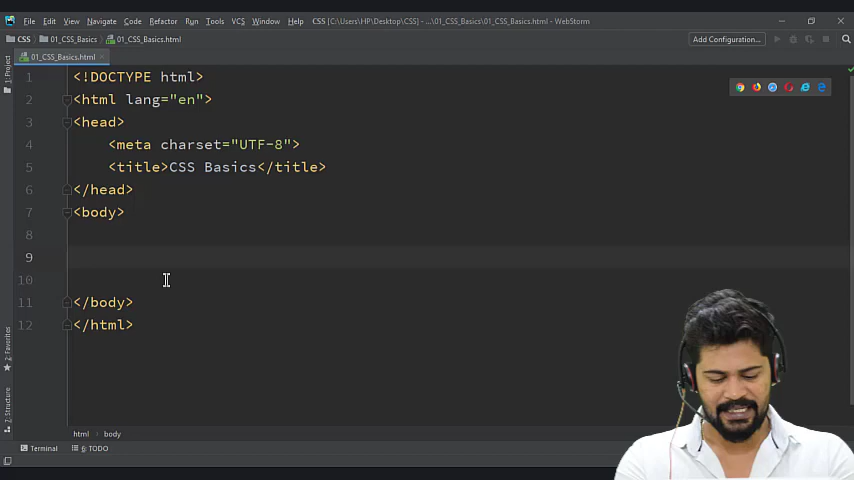 File Edit View Navigate Code Refactor Run Tools VCS Window Help CSS [C:\Users\HP\Desktop\CSS] - ...\01_CSS_Basics\01_CSS_Basics.html - WebStorm
CSS 01_CSS_Basics 01_CSS_Basics.html Add Configuration...
01_CSS_Basics.html
1 <!DOCTYPE html>
2 <html lang="en">
3 <head>
4 <meta charset="UTF-8">
5 <title>CSS Basics</title>
6 </head>
7 <body>
8
9
10
11 </body>
12 </html>
1: Project
2: Favorites
7: Structure
html body
Terminal 6: TODO